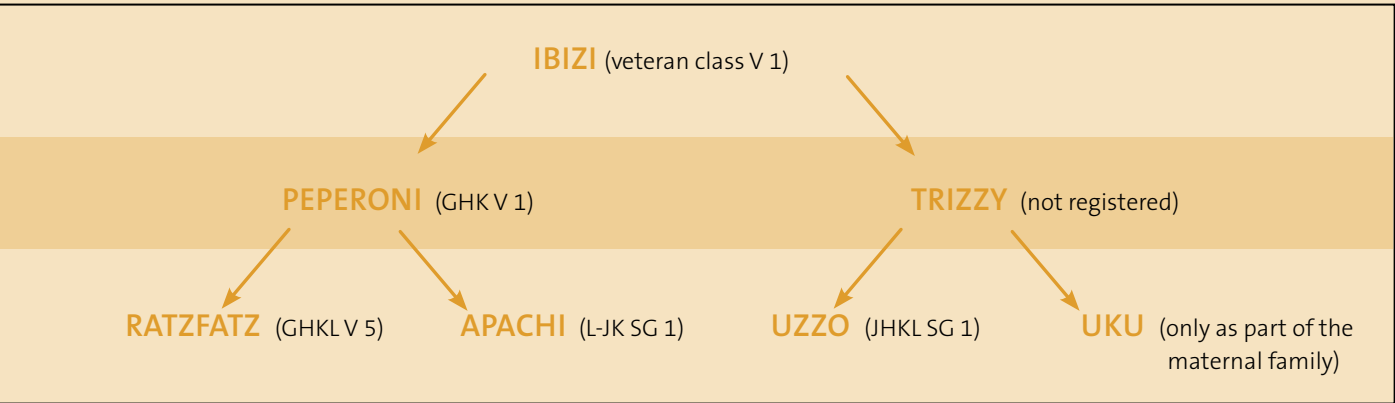 IBIZI (veteran class V 1)
PEPERONI (GHK V 1)
TRIZZY (not registered)
RATZFATZ (GHKL V 5)
APACHI (L-JK SG 1)
UZZO (JHKL SG 1)
UKU (only as part of the
maternal family)